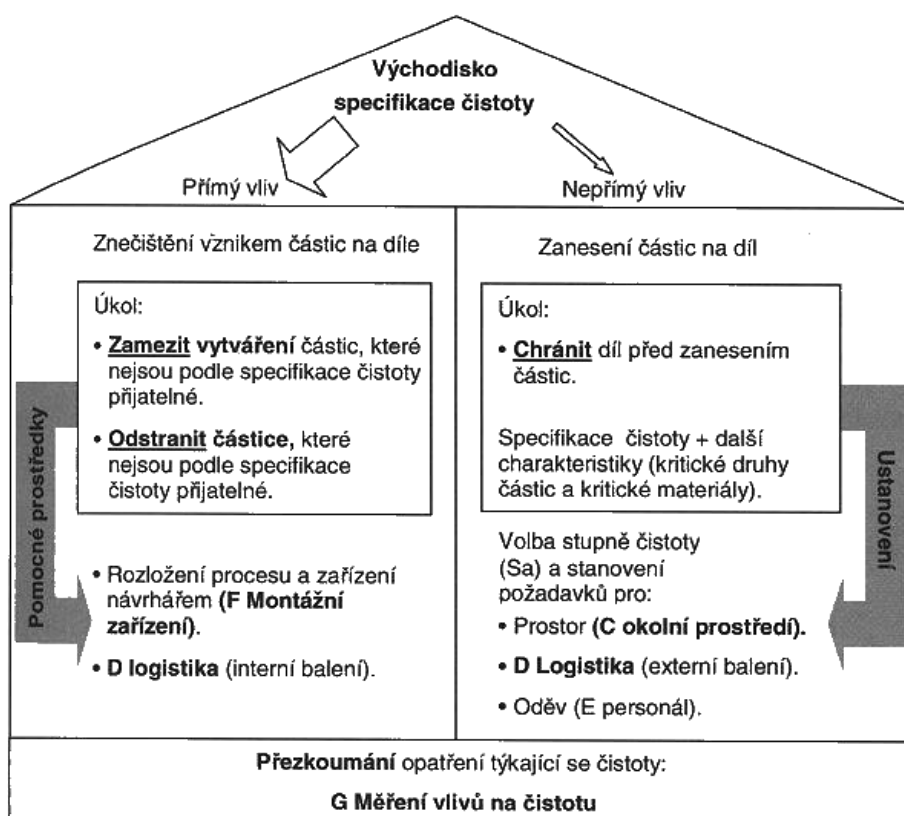 Východisko
specifikace čistoty
Přímý vliv
Nepřímý vliv
Znečištění vznikem částic na díle
Úkol:
• Zamezit vytváření částic, které
nejsou podle specifikace čistoty
přijatelné.
• Odstranit částice, které
nejsou podle specifikace
čistoty přijatelné.
Pomocné prostředky
• Rozložení procesu a zařízení
návrhářem (F Montážní
zařízení).
• D logistika (interní balení).
Zanesení částic na díl
Úkol:
• Chránit díl před zanesením
částic.
Specifikace čistoty + další
charakteristiky (kritické druhy
částic a kritické materiály).
Ustanovení
Volba stupně čistoty
(Sa) a stanovení
požadavků pro:
• Prostor (C okolní prostředí).
• D Logistika (externí balení).
• Oděv (E personál).
Přezkoumání opatření týkající se čistoty:
G Měření vlivů na čistotu